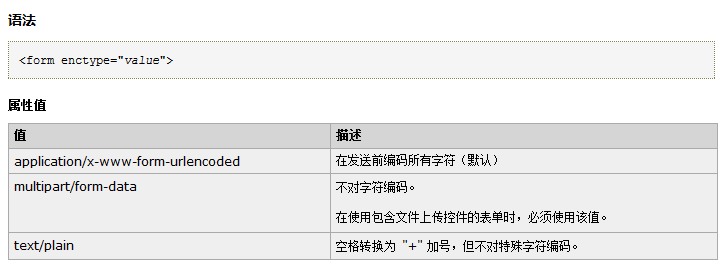 语法
<form enctype="value">
属性值
值 描述
application/x-www-form-urlencoded 在发送前编码所有字符（默认）
multipart/form-data 不对字符编码。
在使用包含文件上传控件的表单时，必须使用该值。
text/plain 空格转换为 "+" 加号，但不对特殊字符编码。